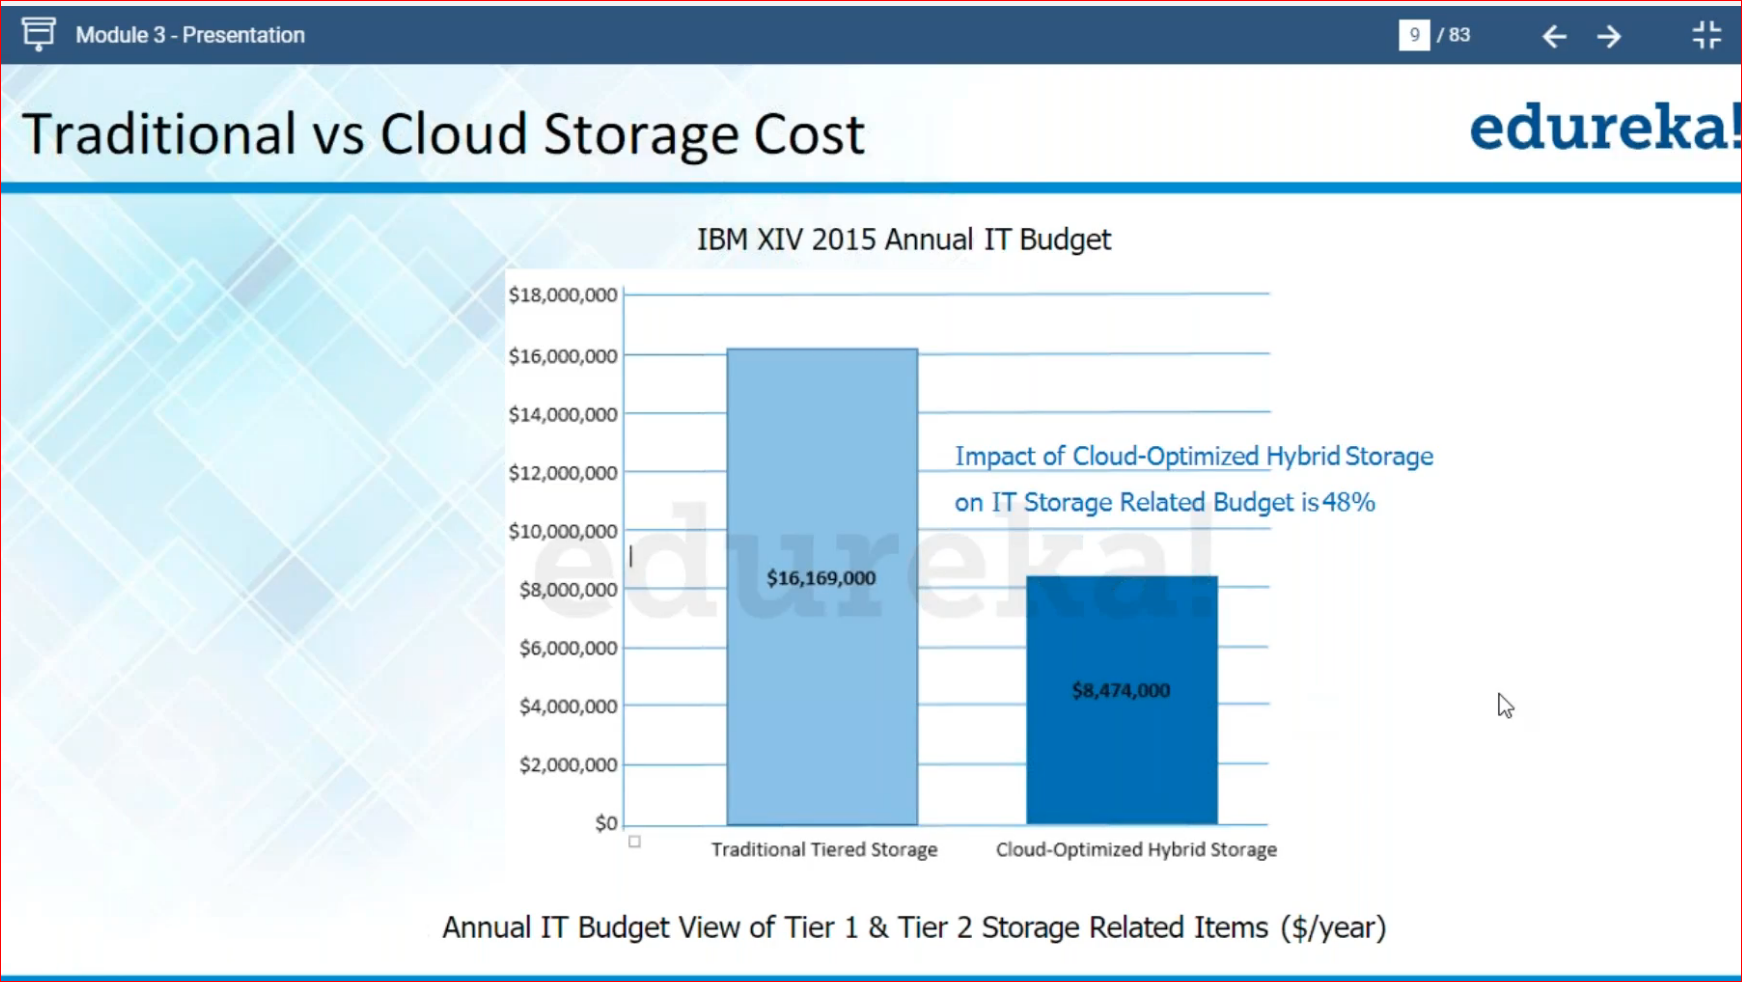 Module 3 - Presentation
9 / 83
Traditional vs Cloud Storage Cost
edureka!
IBM XIV 2015 Annual IT Budget
$18,000,000
$16,000,000
$14,000,000
$12,000,000
$10,000,000
$8,000,000
$6,000,000
$4,000,000
$2,000,000
$0
Impact of Cloud-Optimized Hybrid Storage
on IT Storage Related Budget is 48%
edureka!
$16,169,000
$8,474,000
Traditional Tiered Storage
Cloud-Optimized Hybrid Storage
Annual IT Budget View of Tier 1 & Tier 2 Storage Related Items ($/year)